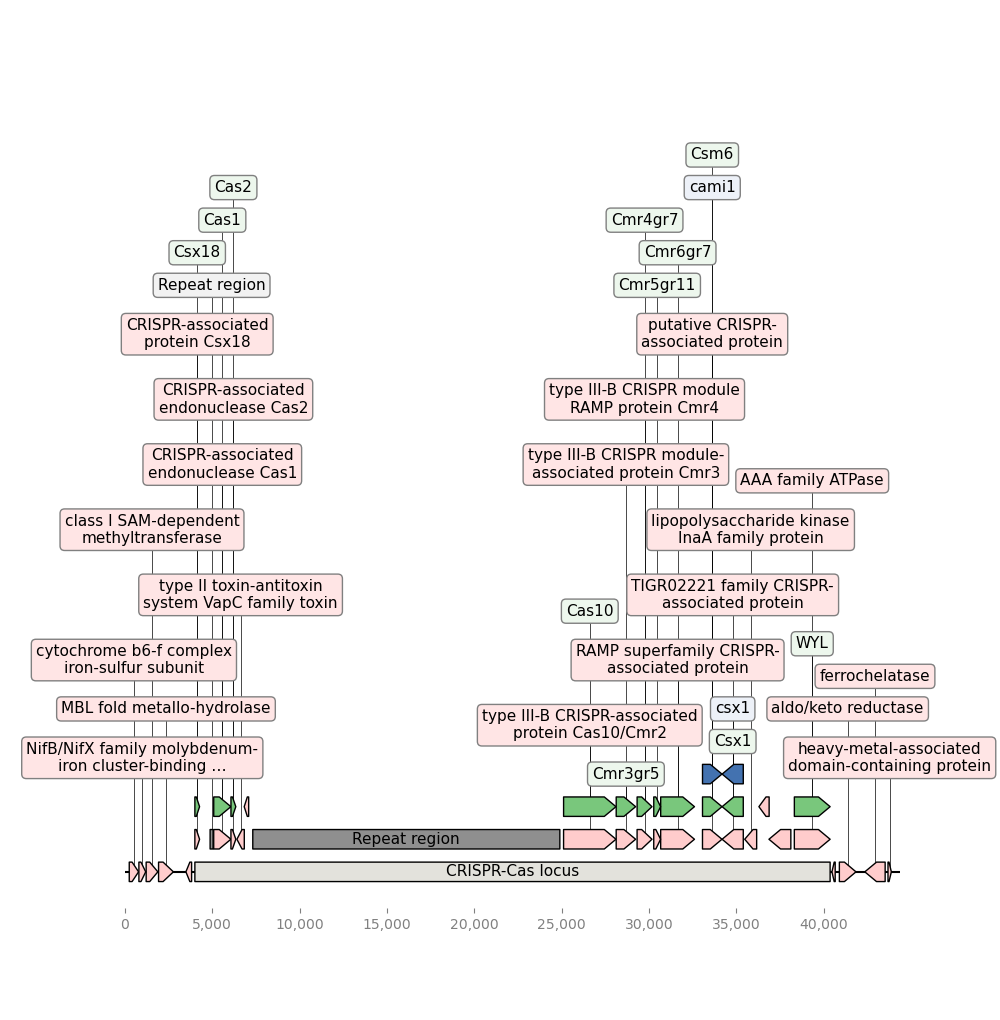 Csm6
Cas2
cami1
Cas1
Cmr4gr7
Csx18
Cmr6gr7
Repeat region
Cmr5gr11
CRISPR-associated
protein Csx18
putative CRISPR-
associated protein
CRISPR-associated
endonuclease Cas2
type III-B CRISPR module
RAMP protein Cmr4
CRISPR-associated
endonuclease Cas1
type III-B CRISPR module-
associated protein Cmr3
AAA family ATPase
class I SAM-dependent
methyltransferase
lipopolysaccharide kinase
InaA family protein
type II toxin-antitoxin
system VapC family toxin
TIGR02221 family CRISPR-
associated protein
Cas10
WYL
cytochrome b6-f complex
iron-sulfur subunit
RAMP superfamily CRISPR-
associated protein
ferrochelatase
MBL fold metallo-hydrolase
csx1
aldo/keto reductase
type III-B CRISPR-associated
protein Cas10/Cmr2
Csx1
NifB/NifX family molybdenum-
iron cluster-binding ...
heavy-metal-associated
domain-containing protein
Cmr3gr5
Repeat region
CRISPR-Cas locus
0 5,000 10,000 15,000 20,000 25,000 30,000 35,000 40,000